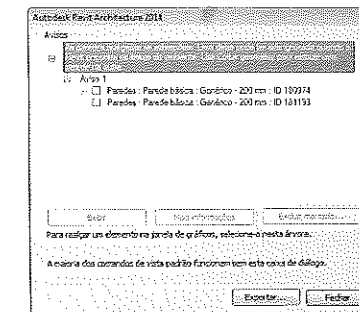 Autodesk Revit Architecture 2014
Avisos
Aviso 1
Paredes : Parede básica : Genérico - 200 mm : ID 180974
Paredes : Parede básica : Genérico - 200 mm : ID 181193
Exibir
Mais informações
Excluir marcado...
Para realçar um elemento na janela de gráficos, selecione-o nesta árvore.
A maioria dos comandos de vista padrão funcionam sem esta caixa de diálogo.
Exportar...
Fechar